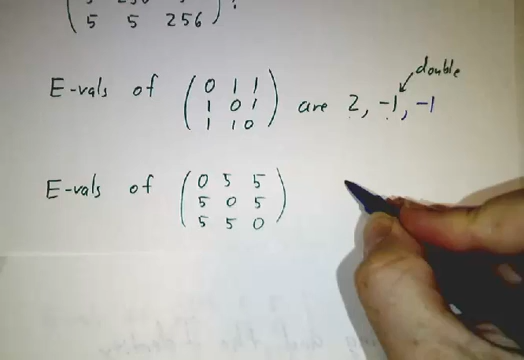 5 5 256 ) .
E-vals of ( 0 1 1 are 2, -1, -1 double
1 0 1
1 1 0 )
E-vals of ( 0 5 5
5 0 5
5 5 0 )